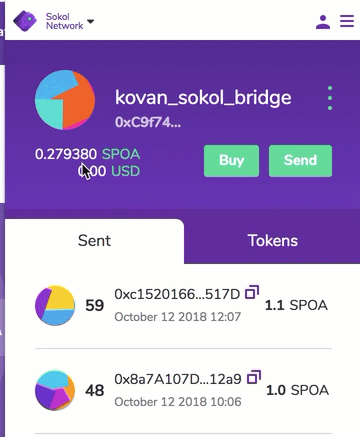 Sokol
Network
kovan_sokol_bridge
0xC9f74...
0.279380 SPOA
0.00 USD
Buy
Send
Sent
Tokens
59
0xc1520166...517D
October 12 2018 12:07
1.1 SPOA
48
0x8a7A107D...12a9
October 12 2018 10:06
1.0 SPOA